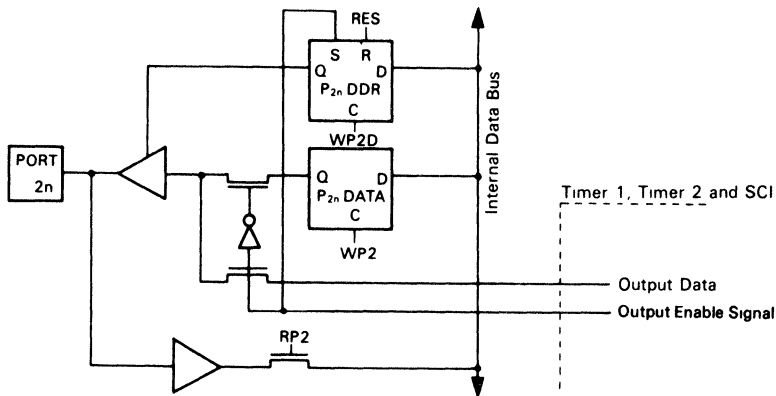 RES
S R
Q D
P2n DDR
C
WP2D
PORT
2n
Q D
P2n DATA
C
WP2
Internal Data Bus
Timer 1, Timer 2 and SCI
Output Data
Output Enable Signal
RP2